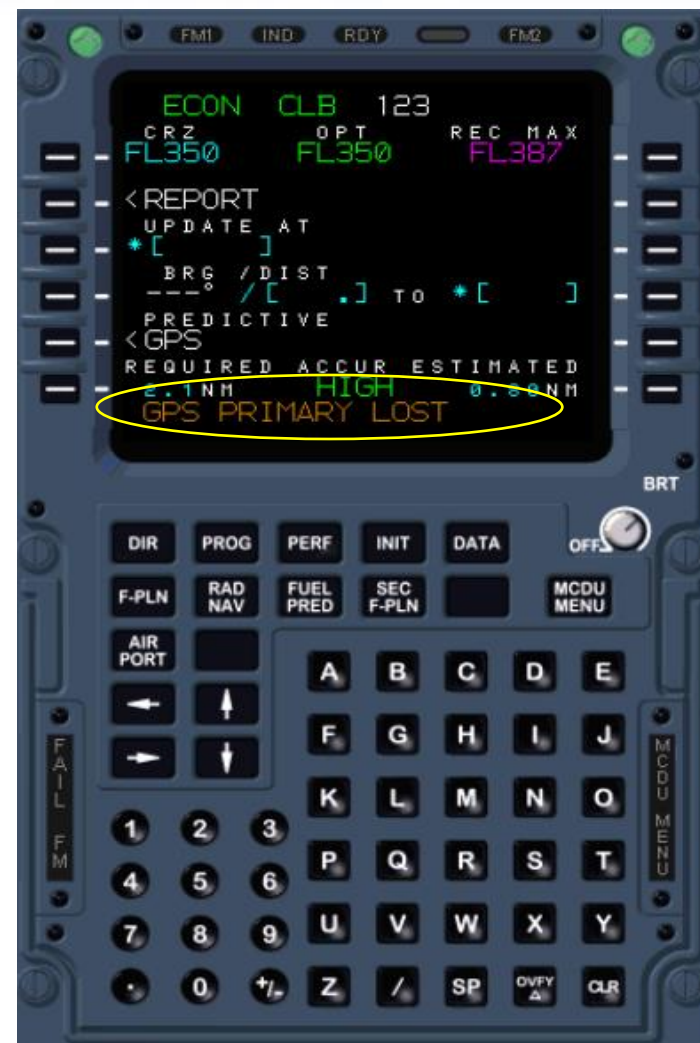 FM1 IND RDY FM2
ECON CLB 123
CRZ OPT REC MAX
FL350 FL350 FL387
<REPORT
UPDATE AT
*[ ]
BRG /DIST
---° /[ .] TO *[ ]
PREDICTIVE
<GPS
REQUIRED ACCUR ESTIMATED
2.1NM HIGH 0.80NM
GPS PRIMARY LOST
BRT
OFF
DIR PROG PERF INIT DATA
F-PLN RAD NAV FUEL PRED SEC F-PLN MCDU MENU
AIR PORT
A B C D E
F G H I J
K L M N O
P Q R S T
U V W X Y
Z / SP OVFY Δ CLR
1 2 3
4 5 6
7 8 9
. 0 +/-
FAIL FM
MCDU MENU